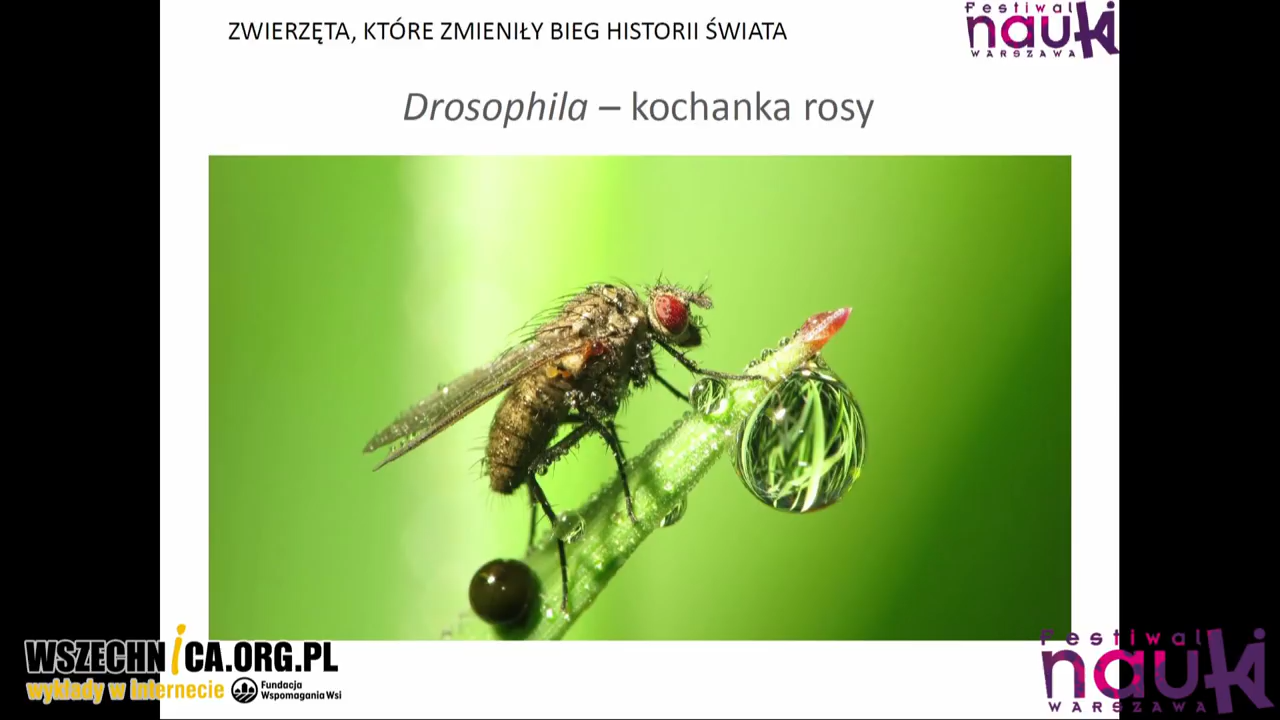 ZWIERZĘTA, KTÓRE ZMIENIŁY BIEG HISTORII ŚWIATA
Festiwal
nauki
WARSZAWA
Drosophila – kochanka rosy
WSZECHNiCA.ORG.PL
wykłady w Internecie
Fundacja
Wspomagania Wsi
Festiwal
nauki
WARSZAWA